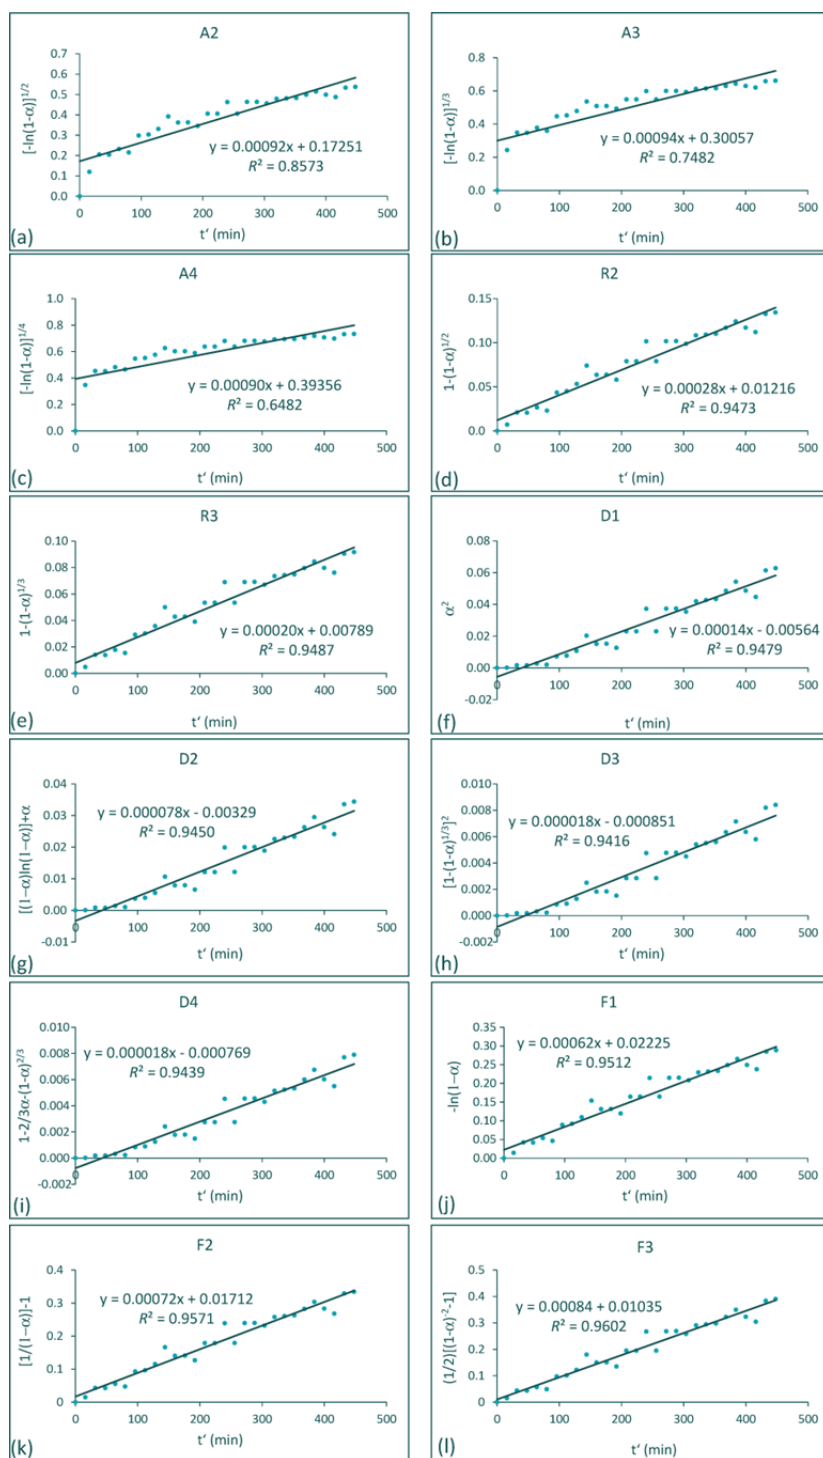 A2
[-ln(1-α)]^1/2
0.7
0.6
0.5
0.4
0.3
0.2
0.1
0.0
y = 0.00092x + 0.17251
R² = 0.8573
0 100 200 300 400 500
t' (min)
(a)
A3
[-ln(1-α)]^1/3
0.8
0.6
0.4
0.2
0.0
y = 0.00094x + 0.30057
R² = 0.7482
0 100 200 300 400 500
t' (min)
(b)
A4
[-ln(1-α)]^1/4
1.0
0.8
0.6
0.4
0.2
0.0
y = 0.00090x + 0.39356
R² = 0.6482
0 100 200 300 400 500
t' (min)
(c)
R2
1-(1-α)^1/2
0.15
0.10
0.05
0.00
y = 0.00028x + 0.01216
R² = 0.9473
0 100 200 300 400 500
t' (min)
(d)
R3
1-(1-α)^1/3
0.10
0.08
0.06
0.04
0.02
0.00
y = 0.00020x + 0.00789
R² = 0.9487
0 100 200 300 400 500
t' (min)
(e)
D1
α²
0.08
0.06
0.04
0.02
0.00
-0.02
y = 0.00014x - 0.00564
R² = 0.9479
0 100 200 300 400 500
t' (min)
(f)
D2
[(1-α)ln(1-α)]+α
0.04
0.03
0.02
0.01
0.00
-0.01
y = 0.000078x - 0.00329
R² = 0.9450
0 100 200 300 400 500
t' (min)
(g)
D3
[1-(1-α)^1/3]²
0.010
0.008
0.006
0.004
0.002
0.000
-0.002
y = 0.000018x - 0.000851
R² = 0.9416
0 100 200 300 400 500
t' (min)
(h)
D4
1-2/3α-(1-α)^2/3
0.010
0.008
0.006
0.004
0.002
0.000
-0.002
y = 0.000018x - 0.000769
R² = 0.9439
0 100 200 300 400 500
t' (min)
(i)
F1
-ln(1-α)
0.35
0.30
0.25
0.20
0.15
0.10
0.05
0.00
y = 0.00062x + 0.02225
R² = 0.9512
0 100 200 300 400 500
t' (min)
(j)
F2
[1/(1-α)]-1
0.4
0.3
0.2
0.1
0
y = 0.00072x + 0.01712
R² = 0.9571
0 100 200 300 400 500
t' (min)
(k)
F3
(1/2)[(1-α)^-2-1]
0.5
0.4
0.3
0.2
0.1
0
y = 0.00084 + 0.01035
R² = 0.9602
0 100 200 300 400 500
t' (min)
(l)